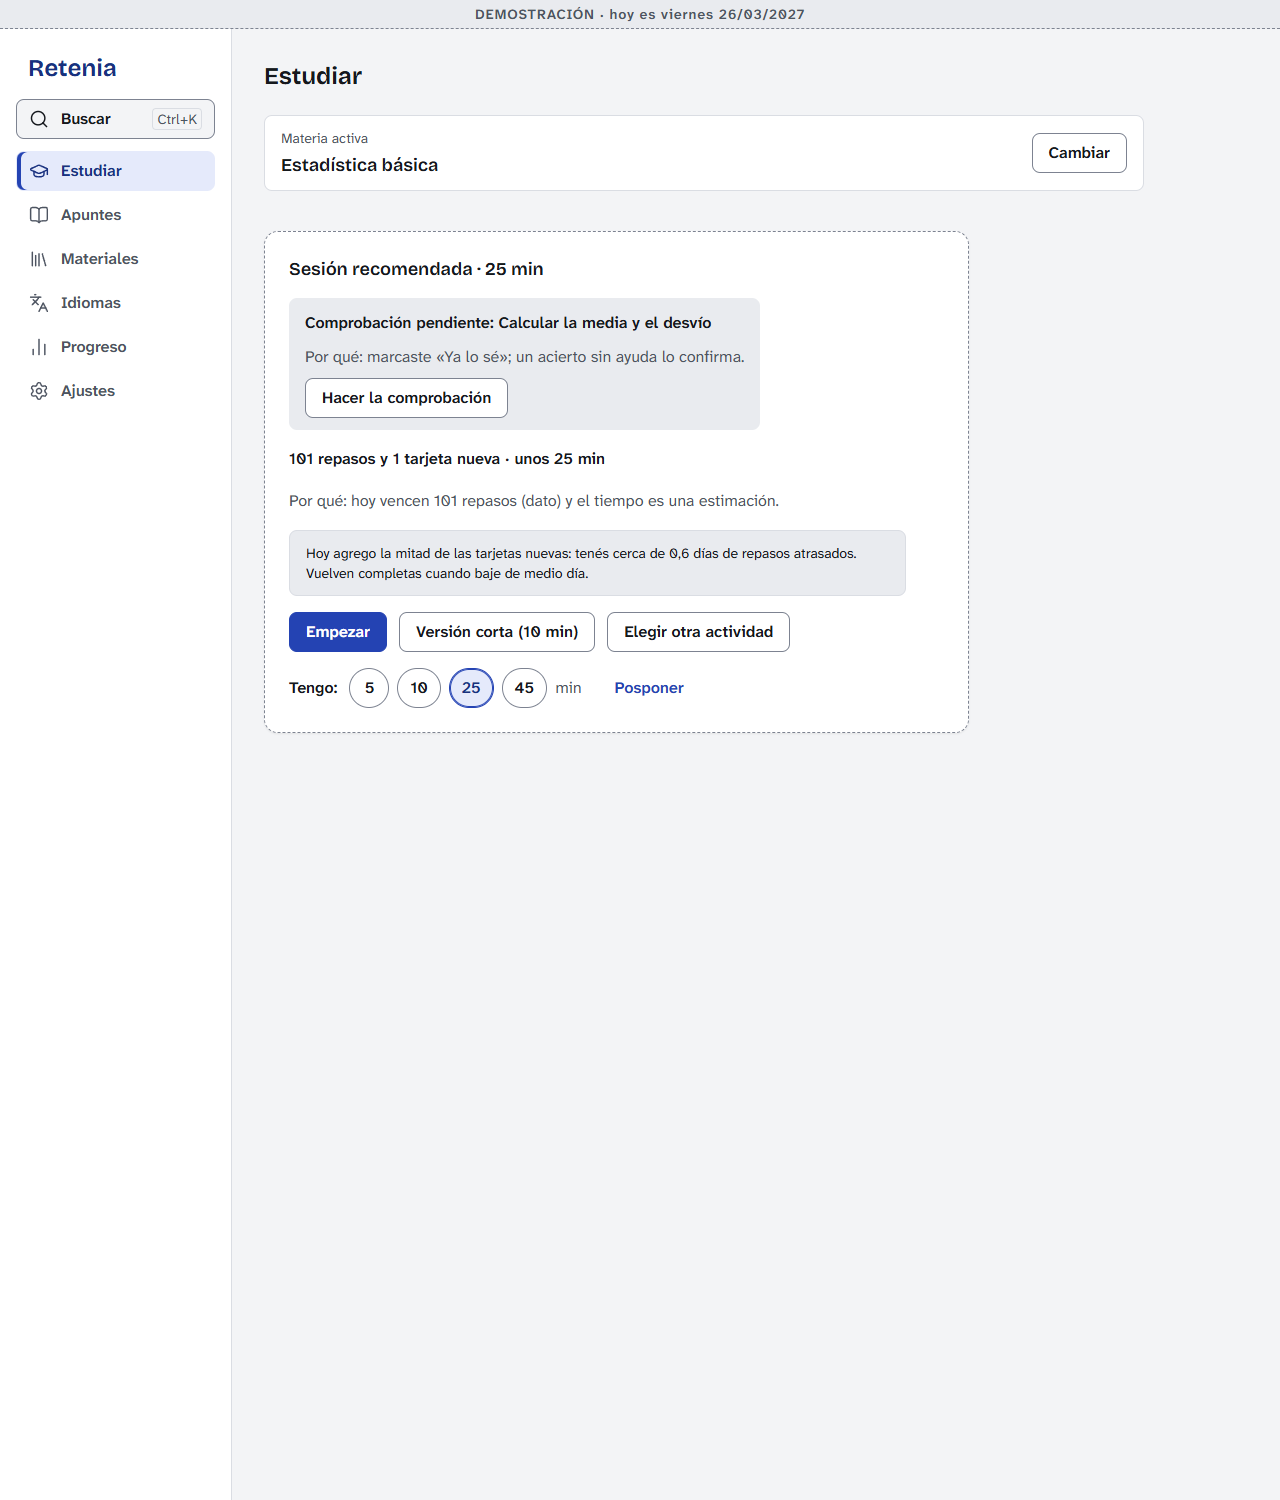 DEMOSTRACIÓN · hoy es viernes 26/03/2027
Retenia
Buscar Ctrl+K
Estudiar
Apuntes
Materiales
Idiomas
Progreso
Ajustes
Estudiar
Materia activa
Estadística básica
Cambiar
Sesión recomendada · 25 min
Comprobación pendiente: Calcular la media y el desvío
Por qué: marcaste «Ya lo sé»; un acierto sin ayuda lo confirma.
Hacer la comprobación
101 repasos y 1 tarjeta nueva · unos 25 min
Por qué: hoy vencen 101 repasos (dato) y el tiempo es una estimación.
Hoy agrego la mitad de las tarjetas nuevas: tenés cerca de 0,6 días de repasos atrasados.
Vuelven completas cuando baje de medio día.
Empezar Versión corta (10 min) Elegir otra actividad
Tengo: 5 10 25 45 min Posponer